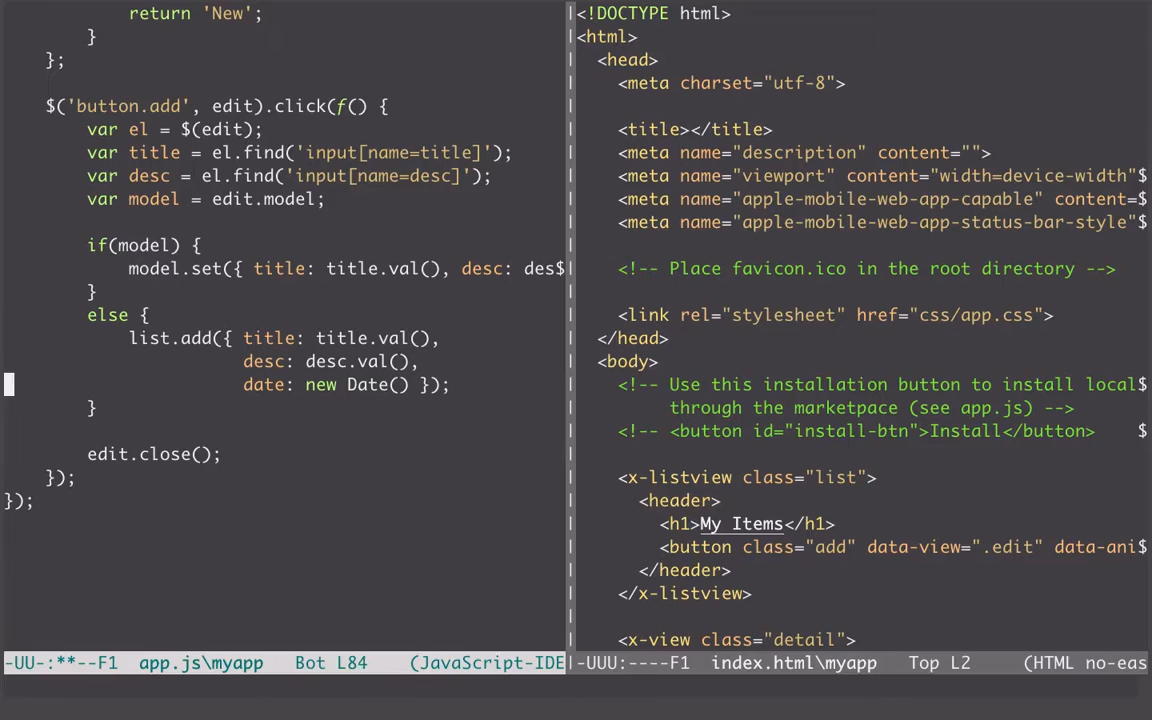 return 'New';
        }
    };

    $('button.add', edit).click(ƒ() {
        var el = $(edit);
        var title = el.find('input[name=title]');
        var desc = el.find('input[name=desc]');
        var model = edit.model;

        if(model) {
            model.set({ title: title.val(), desc: des$
        }
        else {
            list.add({ title: title.val(),
                       desc: desc.val(),
                       date: new Date() });
        }

        edit.close();
    });
});
-UU-:**--F1  app.js\myapp   Bot L84    (JavaScript-IDE
<!DOCTYPE html>
<html>
  <head>
    <meta charset="utf-8">

    <title></title>
    <meta name="description" content="">
    <meta name="viewport" content="width=device-width"$
    <meta name="apple-mobile-web-app-capable" content=$
    <meta name="apple-mobile-web-app-status-bar-style"$

    <!-- Place favicon.ico in the root directory -->

    <link rel="stylesheet" href="css/app.css">
  </head>
  <body>
    <!-- Use this installation button to install local$
         through the marketpace (see app.js) -->
    <!-- <button id="install-btn">Install</button>   $

    <x-listview class="list">
      <header>
        <h1>My Items</h1>
        <button class="add" data-view=".edit" data-ani$
      </header>
    </x-listview>

    <x-view class="detail">
-UUU:----F1  index.html\myapp   Top L2     (HTML no-eas